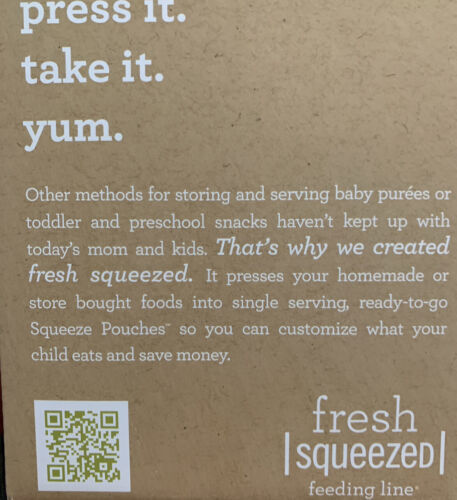 press it.
take it.
yum.
Other methods for storing and serving baby purées or
toddler and preschool snacks haven't kept up with
today's mom and kids. That's why we created
fresh squeezed. It presses your homemade or
store bought foods into single serving, ready-to-go
Squeeze Pouches™ so you can customize what your
child eats and save money.
fresh
|squeezed|
feeding line